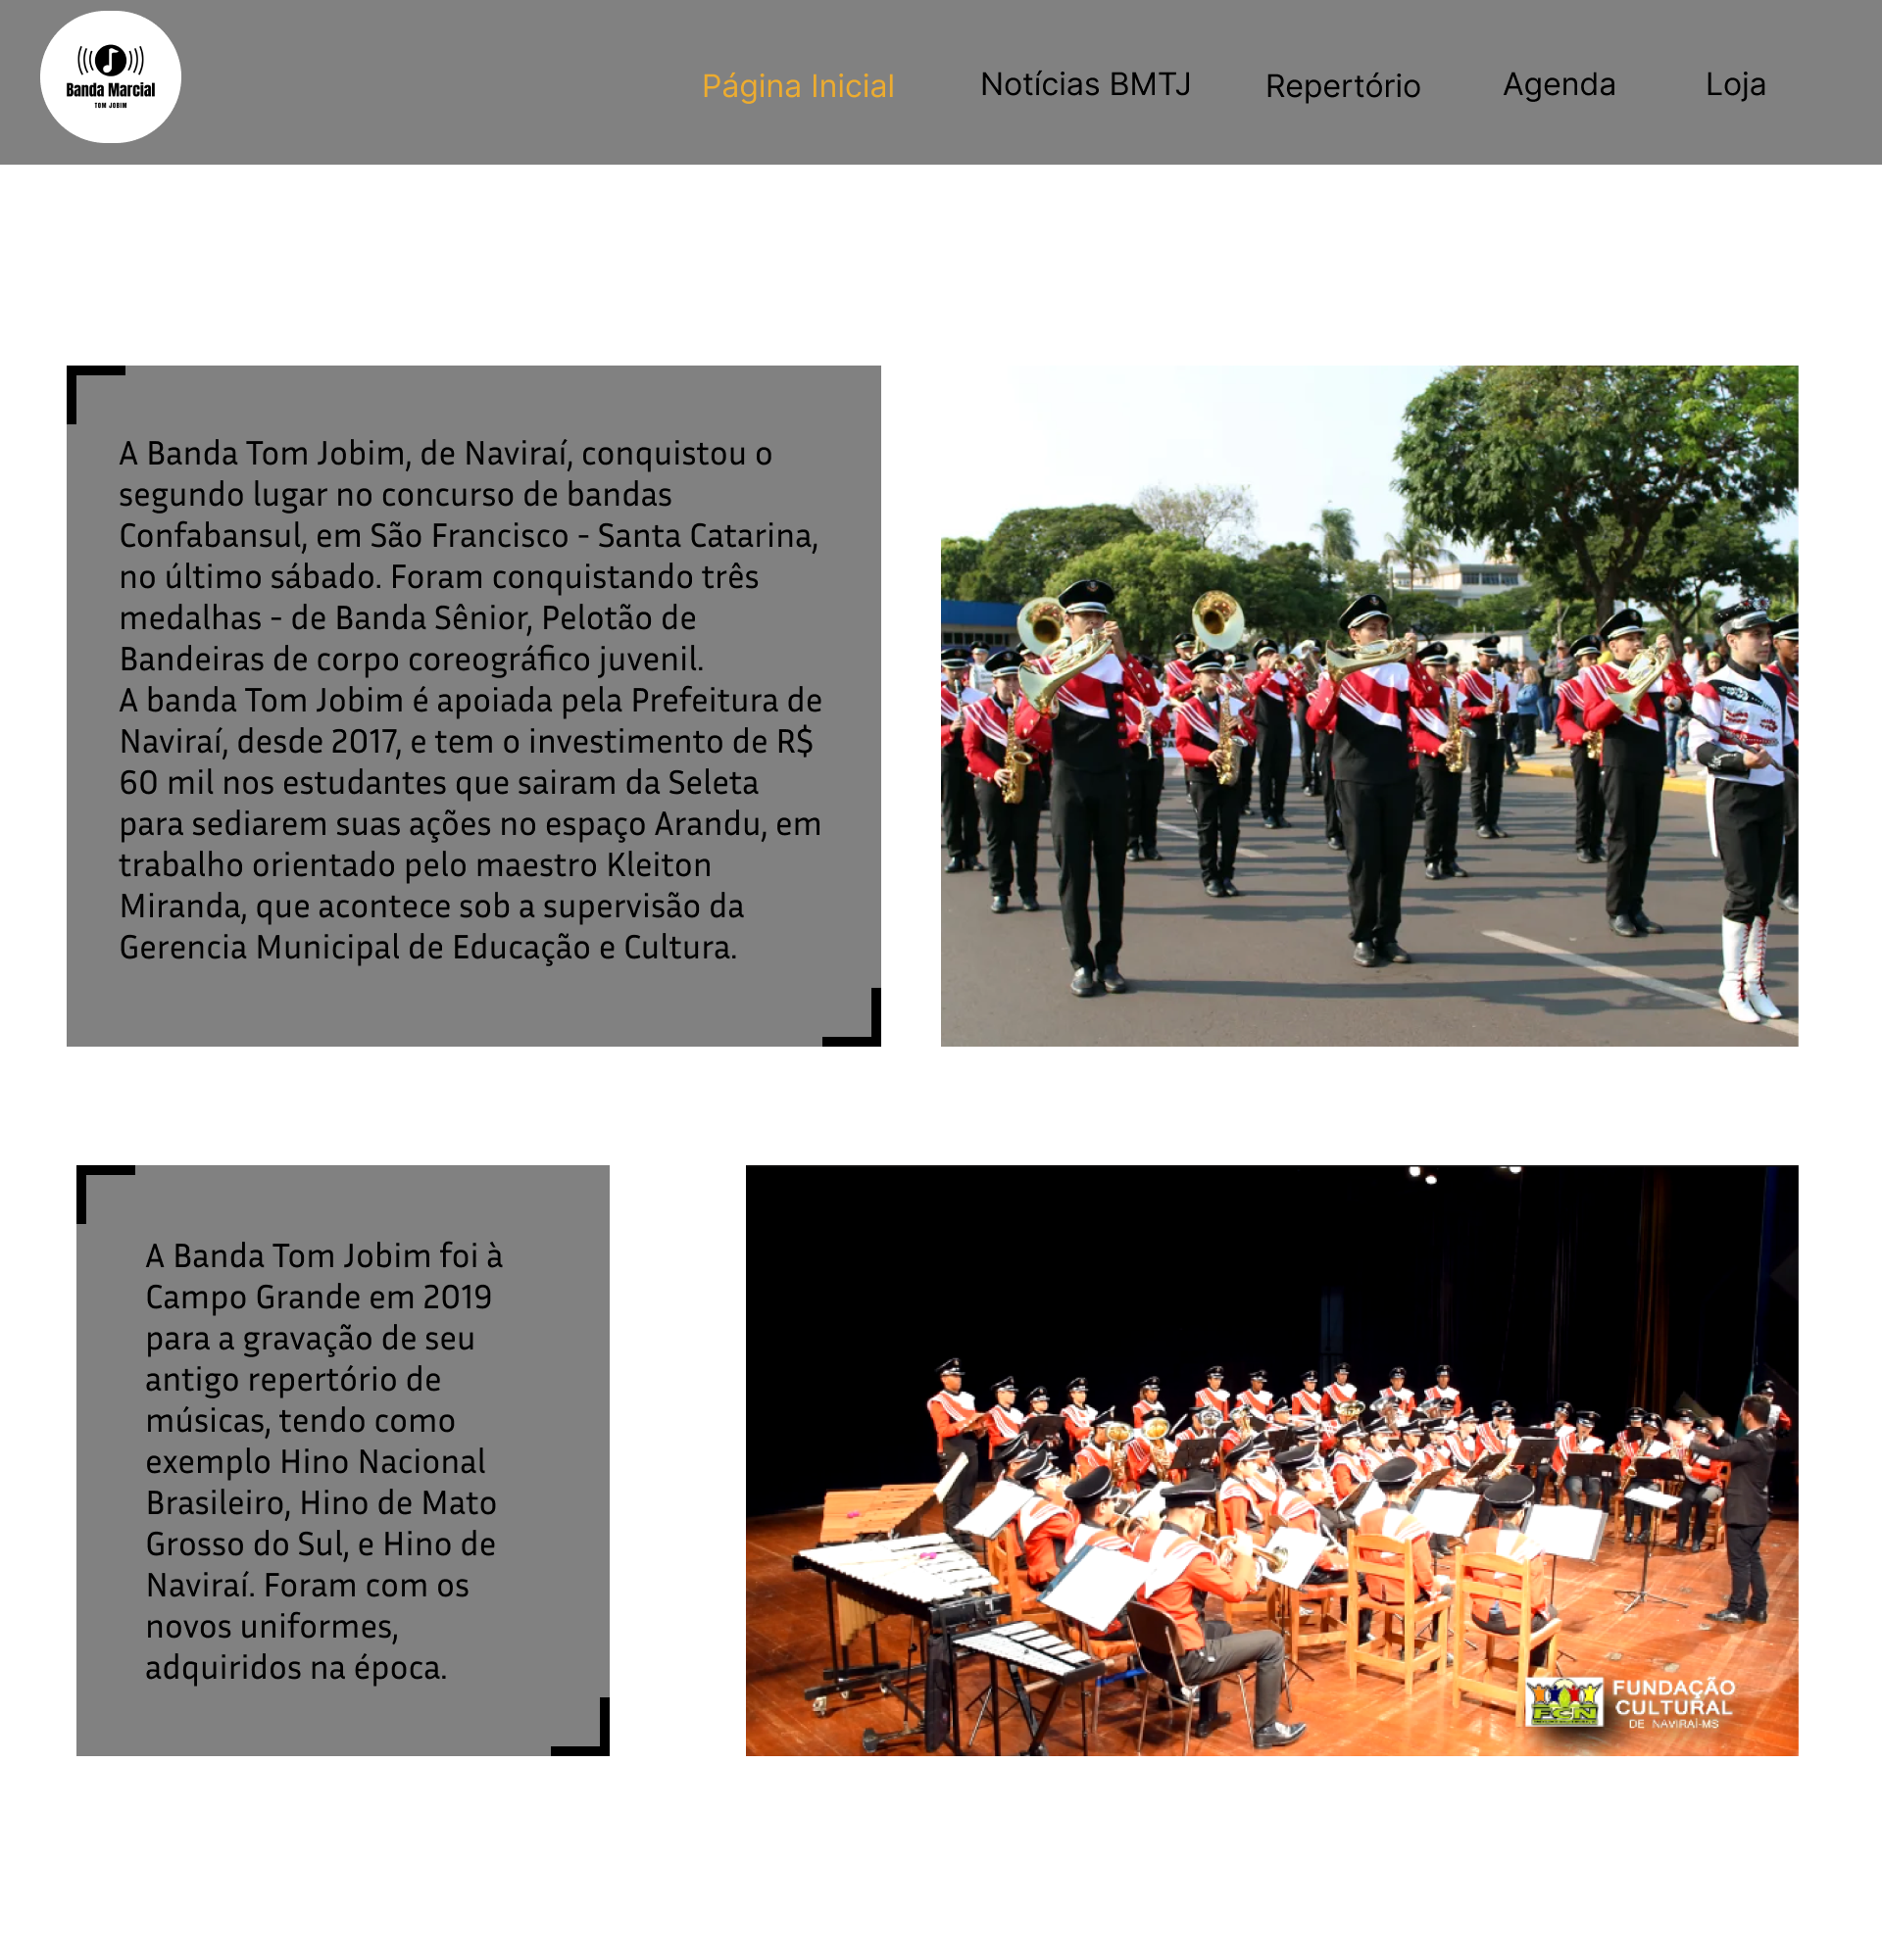 Banda Marcial
TOM JOBIM
Página Inicial
Notícias BMTJ
Repertório
Agenda
Loja
A Banda Tom Jobim, de Naviraí, conquistou o
segundo lugar no concurso de bandas
Confabansul, em São Francisco - Santa Catarina,
no último sábado. Foram conquistando três
medalhas - de Banda Sênior, Pelotão de
Bandeiras de corpo coreográfico juvenil.
A banda Tom Jobim é apoiada pela Prefeitura de
Naviraí, desde 2017, e tem o investimento de R$
60 mil nos estudantes que sairam da Seleta
para sediarem suas ações no espaço Arandu, em
trabalho orientado pelo maestro Kleiton
Miranda, que acontece sob a supervisão da
Gerencia Municipal de Educação e Cultura.
A Banda Tom Jobim foi à
Campo Grande em 2019
para a gravação de seu
antigo repertório de
músicas, tendo como
exemplo Hino Nacional
Brasileiro, Hino de Mato
Grosso do Sul, e Hino de
Naviraí. Foram com os
novos uniformes,
adquiridos na época.
FCN
FUNDAÇÃO
CULTURAL
DE NAVIRAÍ-MS